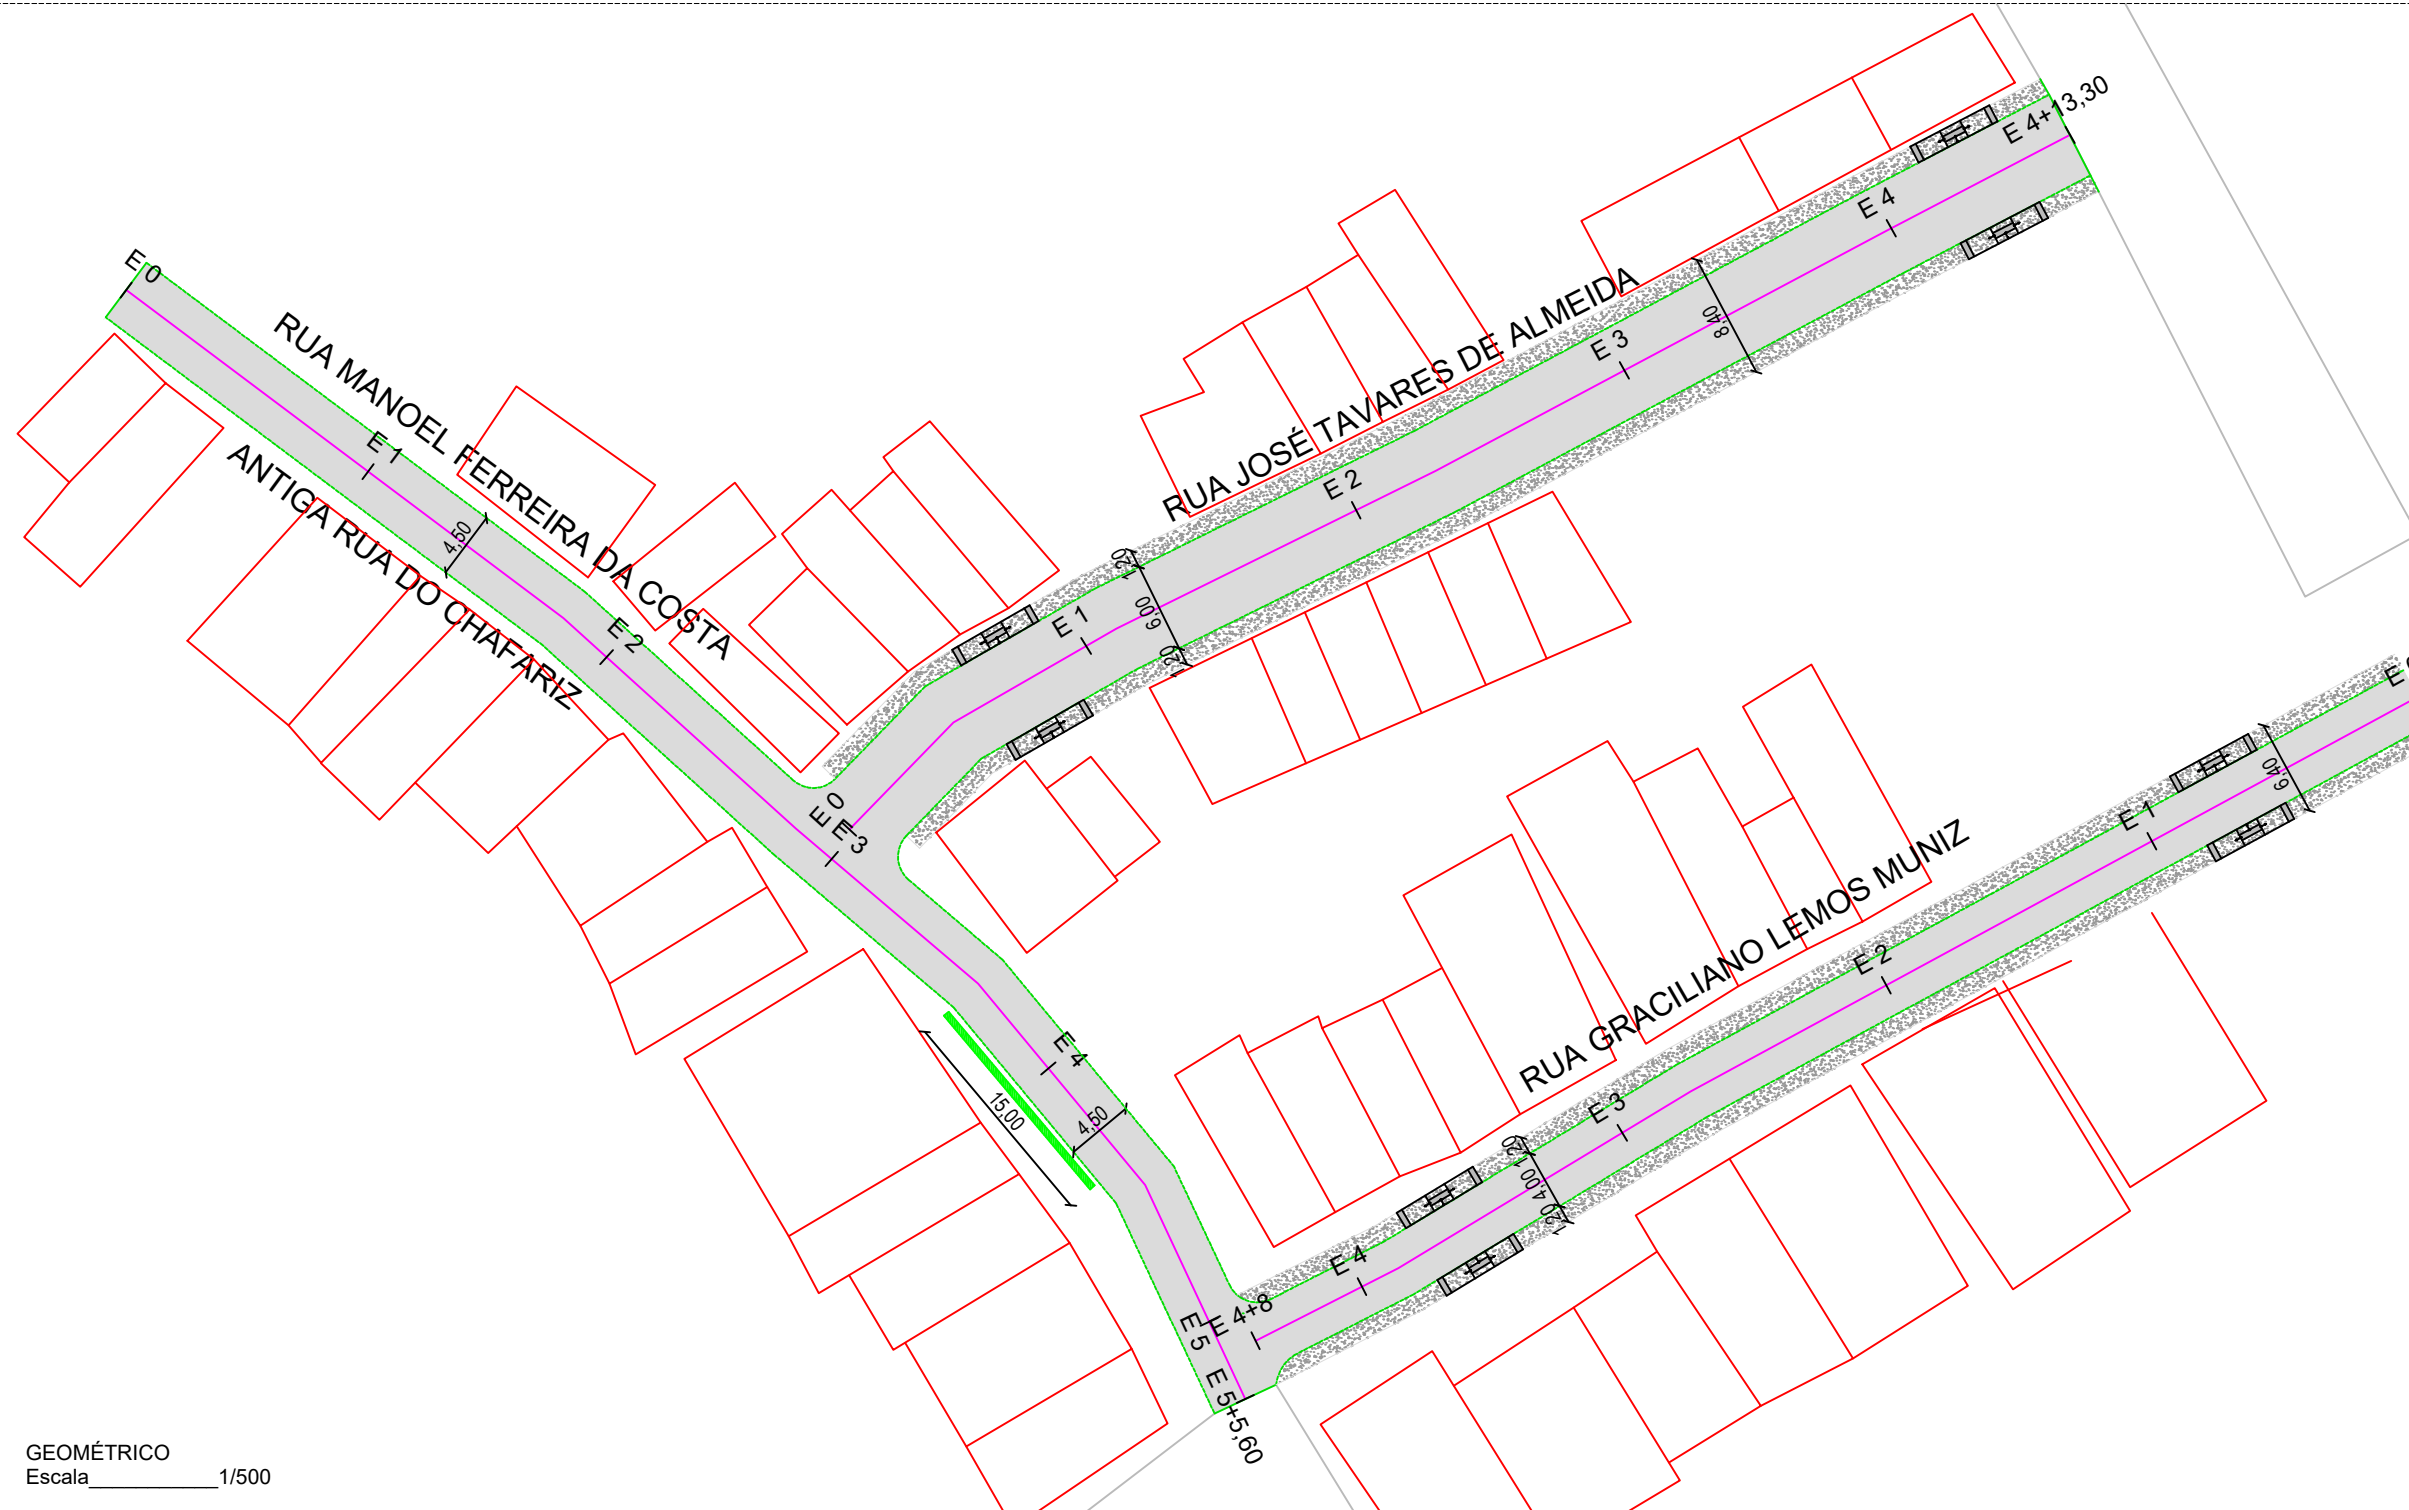 E 4+13,30
E 4
E 0
RUA MANOEL FERREIRA DA COSTA
ANTIGA RUA DO CHAFARIZ
E 1
4,50
E 2
RUA JOSÉ TAVARES DE ALMEIDA
8,40
E 3
E 2
1,20
6,00
1,20
E 1
E 0
E 3
E 4
15,00
4,50
E 5
E 5+5,60
RUA GRACILIANO LEMOS MUNIZ
6,40
E 1
E 2
E 3
1,20
4,00
1,20
E 4
E 4+8
GEOMÉTRICO
Escala___________1/500